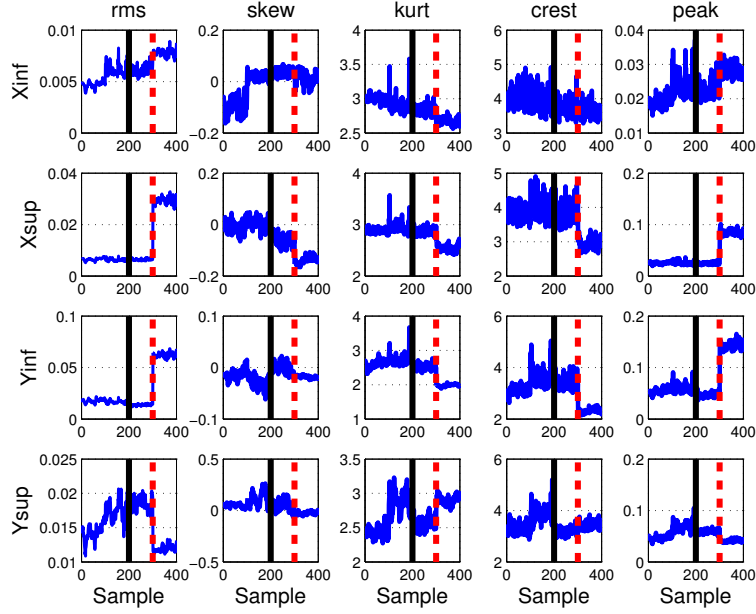 rms skew kurt crest peak
Xinf
0.01 0.2 4 6 0.04
0.005 0 3.5 5 0.03
3 4 0.02
0 −0.2 2.5 3 0.01
0 200 400 0 200 400 0 200 400 0 200 400 0 200 400
Xsup
0.04 0.2 4 5 0.2
0.02 0 3 4 0.1
3
0 −0.2 2 2 0
0 200 400 0 200 400 0 200 400 0 200 400 0 200 400
Yinf
0.1 0.1 4 6 0.2
0.05 0 3 4 0.1
2
0 −0.1 1 2 0
0 200 400 0 200 400 0 200 400 0 200 400 0 200 400
Ysup
0.025 0.5 3.5 6 0.2
0.02 0 3 4 0.1
0.015 2.5
0.01 −0.5 2 2 0
0 200 400 0 200 400 0 200 400 0 200 400 0 200 400
Sample Sample Sample Sample Sample